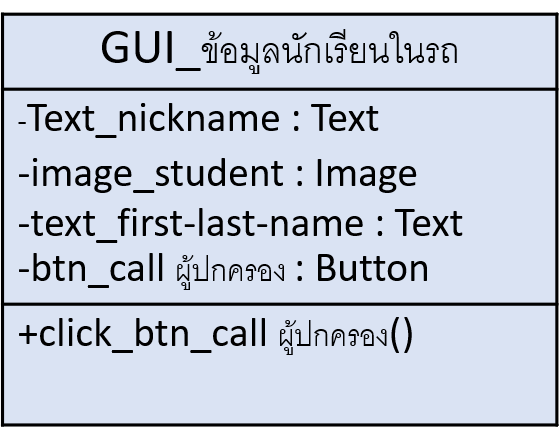 GUI_ข้อมูลนักเรียนในรถ
-Text_nickname : Text
-image_student : Image
-text_first-last-name : Text
-btn_call ผู้ปกครอง : Button
+click_btn_call ผู้ปกครอง()